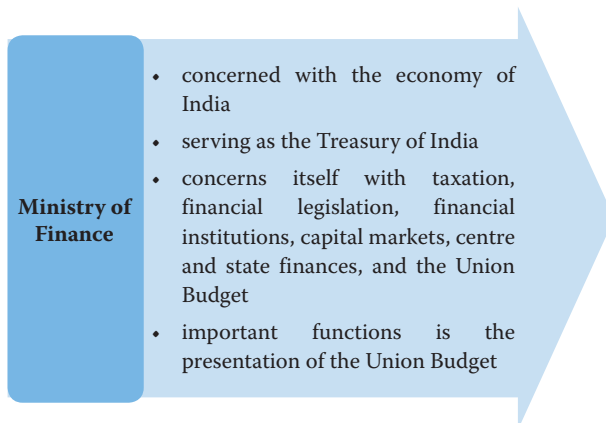 Ministry of
Finance
• concerned with the economy of
India
• serving as the Treasury of India
• concerns itself with taxation,
financial legislation, financial
institutions, capital markets, centre
and state finances, and the Union
Budget
• important functions is the
presentation of the Union Budget